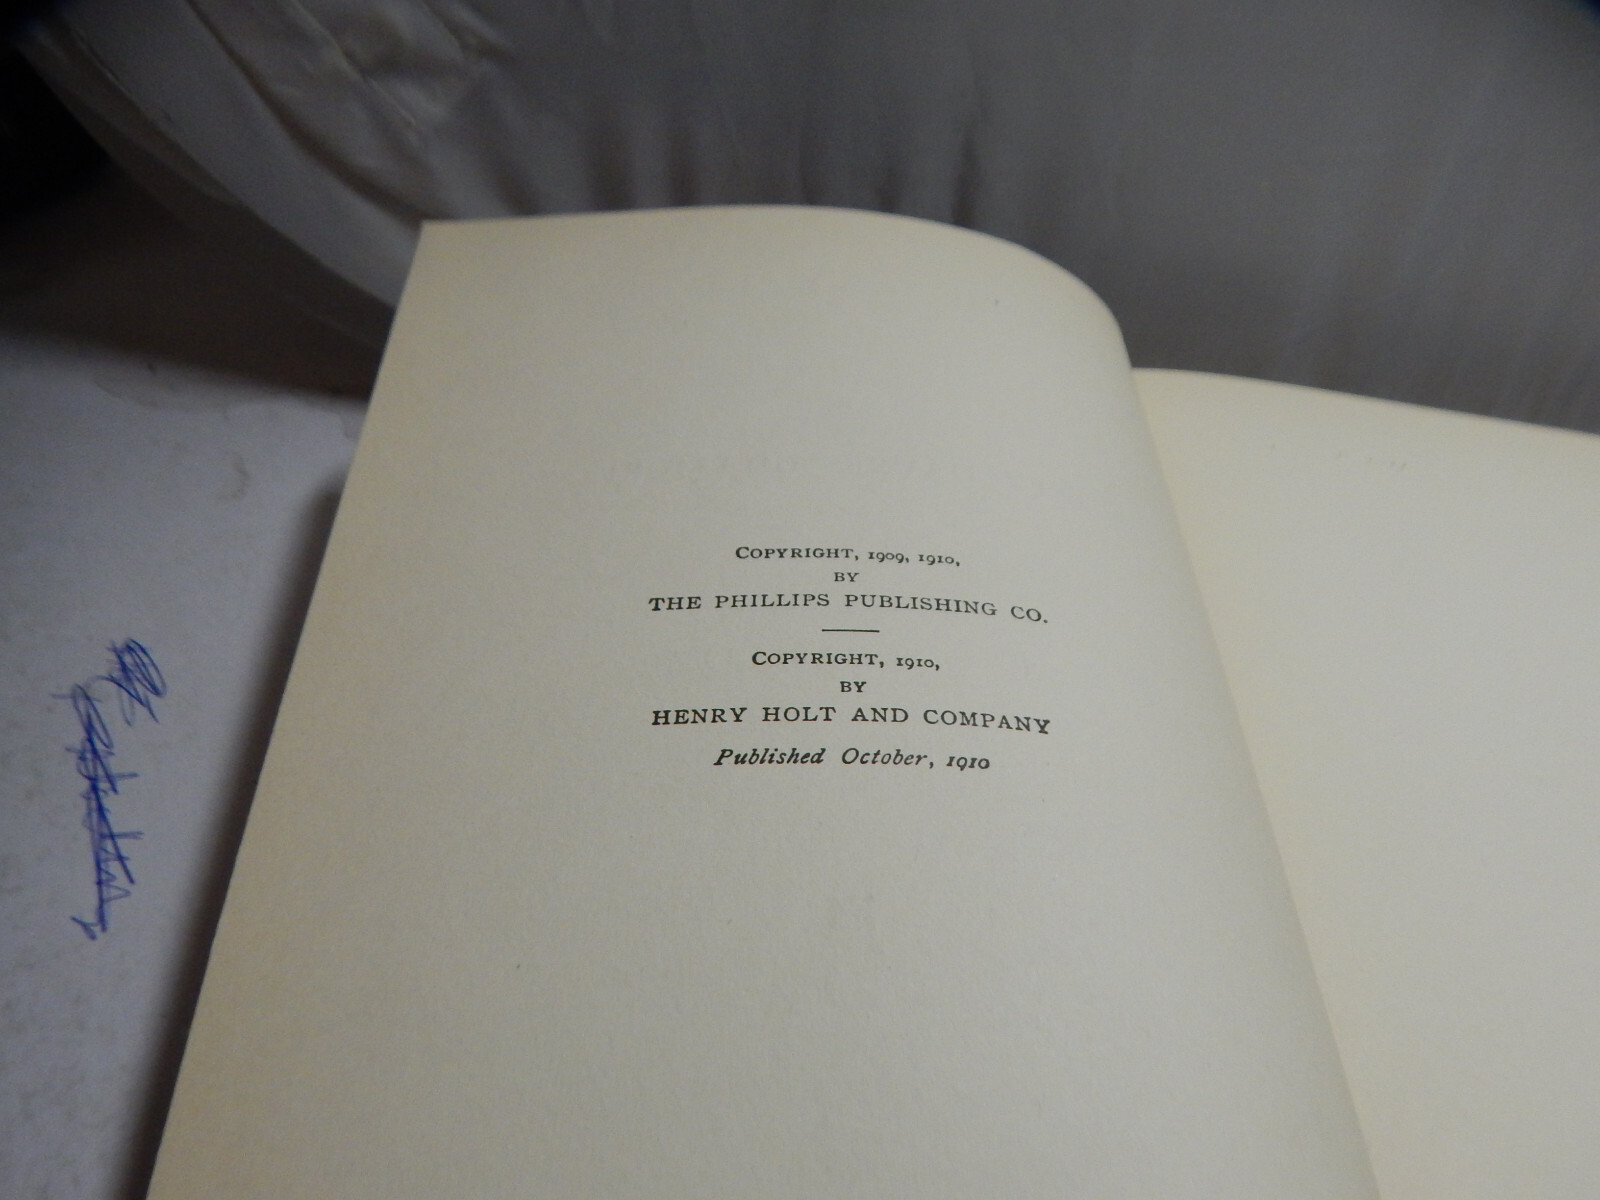 COPYRIGHT, 1909, 1910,
BY
THE PHILLIPS PUBLISHING CO.
COPYRIGHT, 1910,
BY
HENRY HOLT AND COMPANY
Published October, 1910